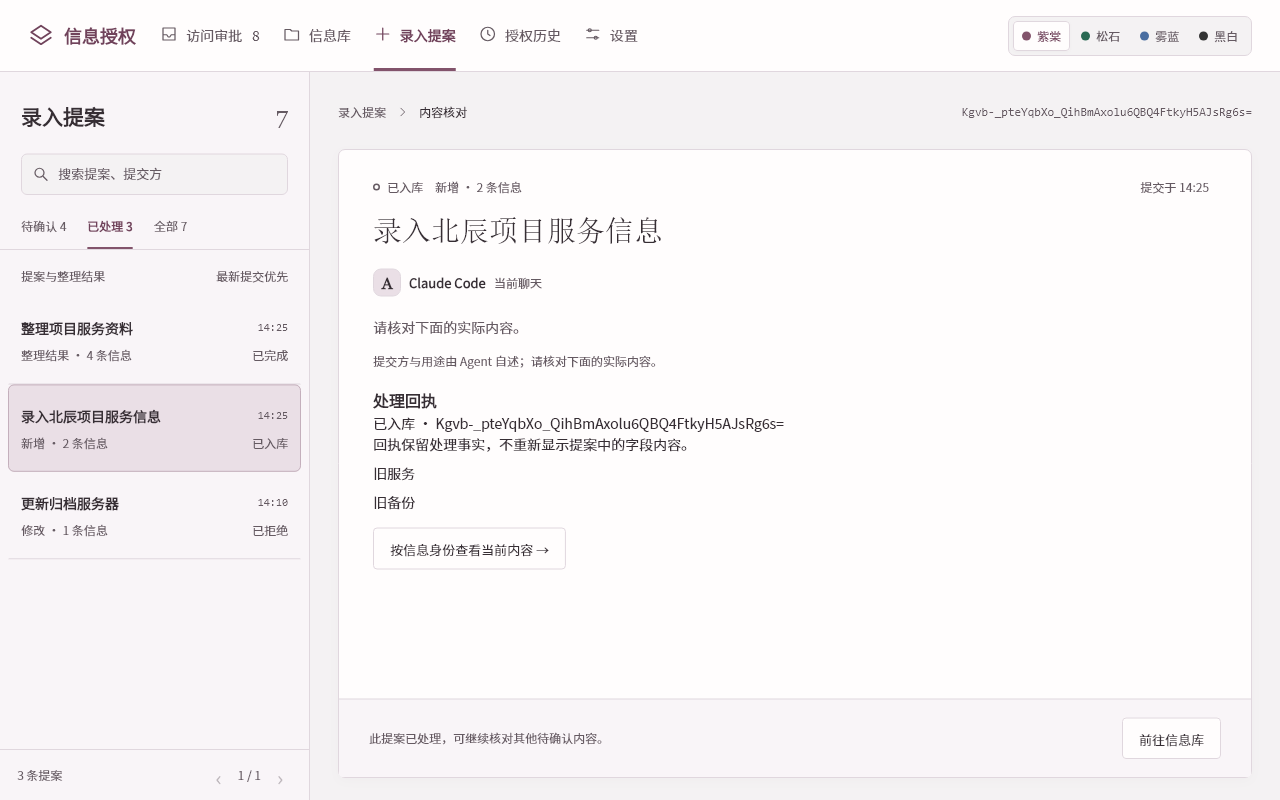 信息授权
访问审批 8
信息库
录入提案
授权历史
设置
紫棠
松石
雾蓝
黑白
录入提案
7
搜索提案、提交方
待确认 4
已处理 3
全部 7
提案与整理结果
最新提交优先
整理项目服务资料
14:25
整理结果 · 4 条信息
已完成
录入北辰项目服务信息
14:25
新增 · 2 条信息
已入库
更新归档服务器
14:10
修改 · 1 条信息
已拒绝
3 条提案
‹ 1 / 1 ›
录入提案 > 内容核对
Kgvb-_pteYqbXo_QihBmAxolu6QBQ4FtkyH5AJsRg6s=
已入库 新增 · 2 条信息
提交于 14:25
录入北辰项目服务信息
A Claude Code 当前聊天
请核对下面的实际内容。
提交方与用途由 Agent 自述；请核对下面的实际内容。
处理回执
已入库 · Kgvb-_pteYqbXo_QihBmAxolu6QBQ4FtkyH5AJsRg6s=
回执保留处理事实，不重新显示提案中的字段内容。
旧服务
旧备份
按信息身份查看当前内容 →
此提案已处理，可继续核对其他待确认内容。
前往信息库